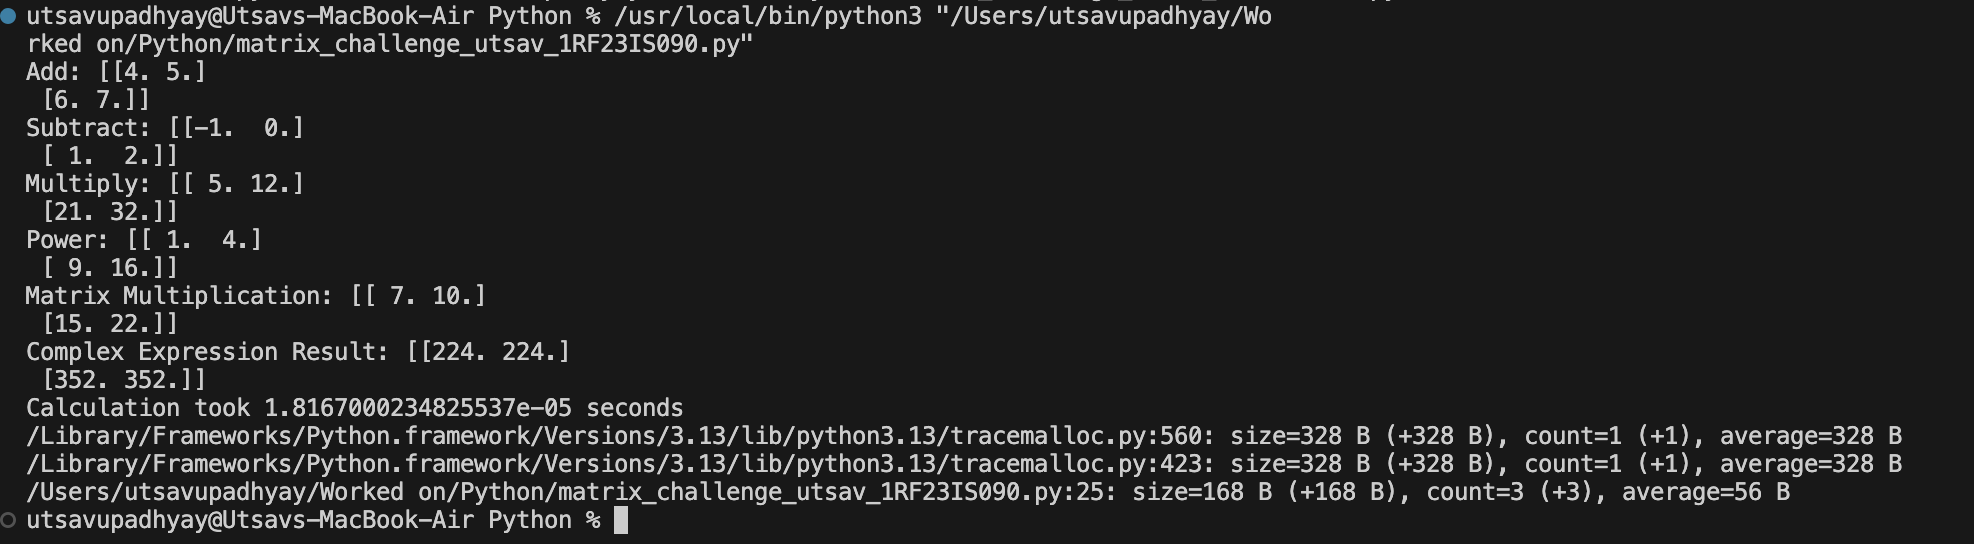 utsavupadhyay@Utsavs-MacBook-Air Python % /usr/local/bin/python3 "/Users/utsavupadhyay/Wo
rked on/Python/matrix_challenge_utsav_1RF23IS090.py"
Add: [[4. 5.]
 [6. 7.]]
Subtract: [[-1.  0.]
 [ 1.  2.]]
Multiply: [[ 5. 12.]
 [21. 32.]]
Power: [[ 1.  4.]
 [ 9. 16.]]
Matrix Multiplication: [[ 7. 10.]
 [15. 22.]]
Complex Expression Result: [[224. 224.]
 [352. 352.]]
Calculation took 1.8167000234825537e-05 seconds
/Library/Frameworks/Python.framework/Versions/3.13/lib/python3.13/tracemalloc.py:560: size=328 B (+328 B), count=1 (+1), average=328 B
/Library/Frameworks/Python.framework/Versions/3.13/lib/python3.13/tracemalloc.py:423: size=328 B (+328 B), count=1 (+1), average=328 B
/Users/utsavupadhyay/Worked on/Python/matrix_challenge_utsav_1RF23IS090.py:25: size=168 B (+168 B), count=3 (+3), average=56 B
utsavupadhyay@Utsavs-MacBook-Air Python %